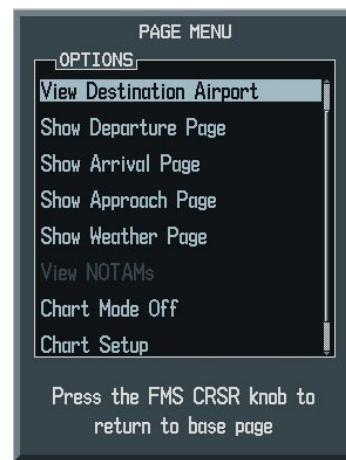 PAGE MENU
OPTIONS
View Destination Airport
Show Departure Page
Show Arrival Page
Show Approach Page
Show Weather Page
View NOTAMs
Chart Mode Off
Chart Setup
Press the FMS CRSR knob to
return to base page